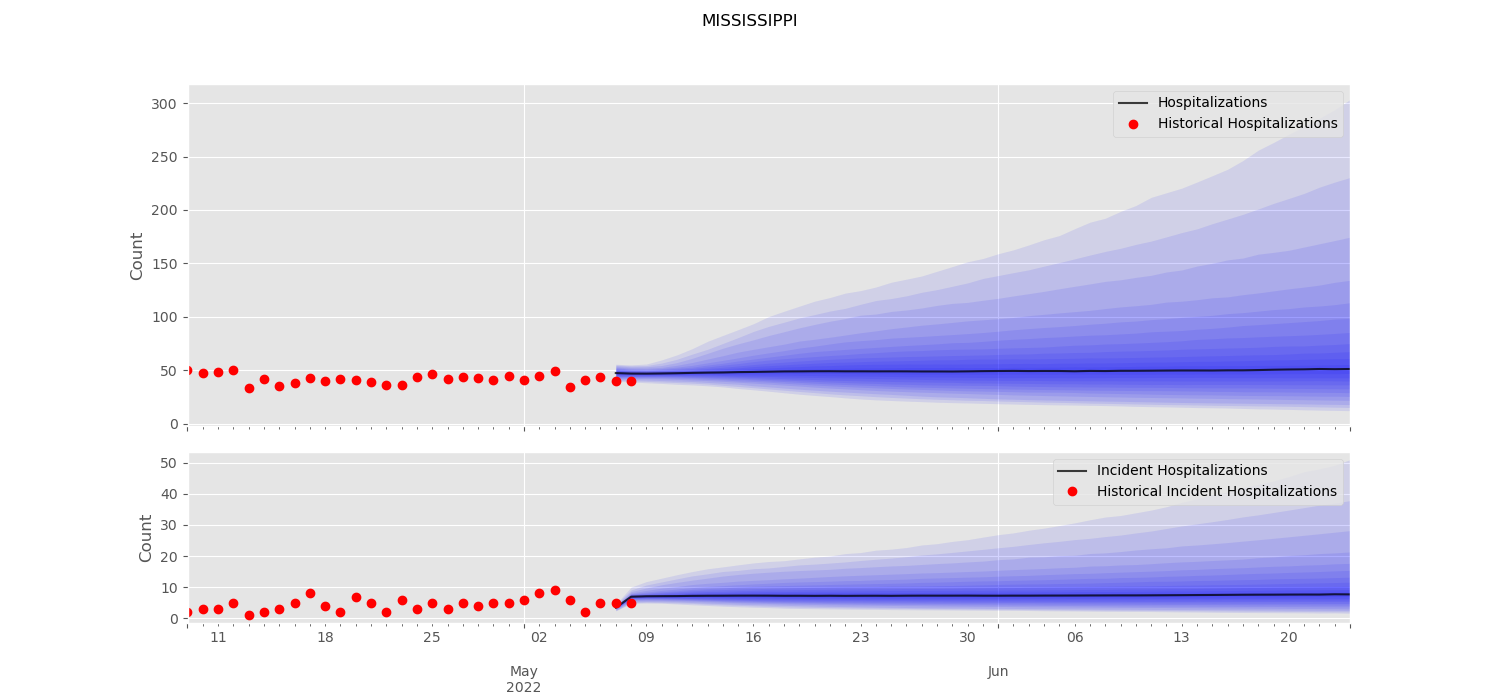 MISSISSIPPI
300
250
200
150
100
50
0
Count
Hospitalizations
Historical Hospitalizations
50
40
30
20
10
0
Count
Incident Hospitalizations
Historical Incident Hospitalizations
11 18 25 02 09 16 23 30 06 13 20
May Jun
2022